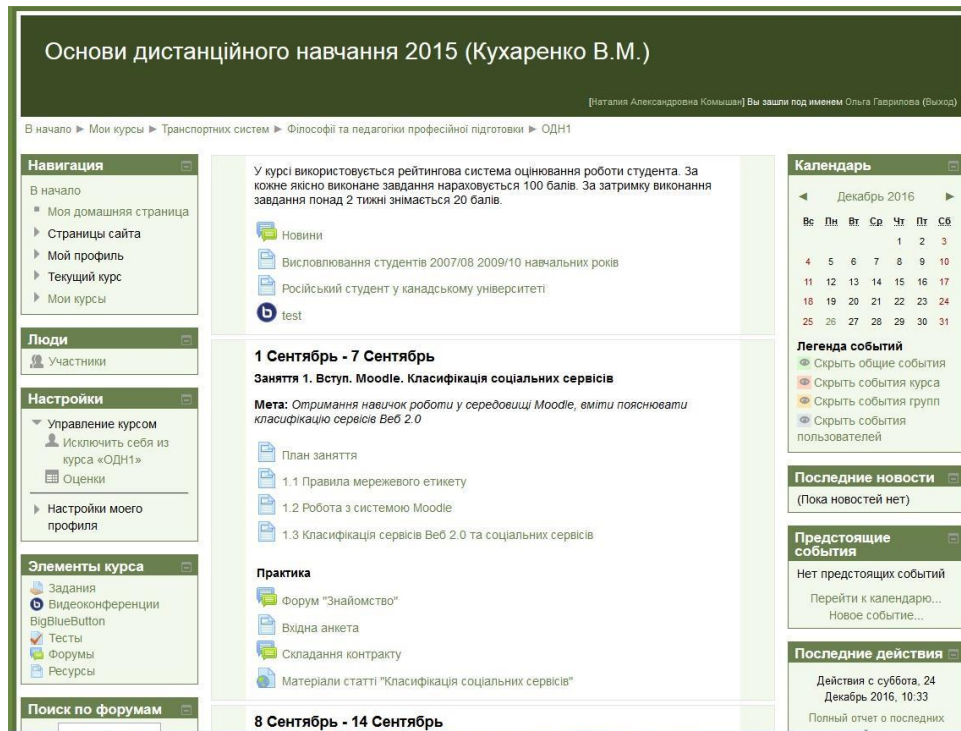 Основи дистанційного навчання 2015 (Кухаренко В.М.)
[Наталия Александровна Комышан] Вы зашли под именем Ольга Гаврилова (Выход)
В начало ► Мои курсы ► Транспортних систем ► Філософії та педагогіки професійної підготовки ► ОДН1
Навигация
В начало
Моя домашняя страница
Страницы сайта
Мой профиль
Текущий курс
Мои курсы
Люди
Участники
Настройки
Управление курсом
Исключить себя из
курса «ОДН1»
Оценки
Настройки моего
профиля
Элементы курса
Задания
Видеоконференции
BigBlueButton
Тесты
Форумы
Ресурсы
Поиск по форумам
У курсі використовується рейтингова система оцінювання роботи студента. За
кожне якісно виконане завдання нараховується 100 балів. За затримку виконання
завдання понад 2 тижні знімається 20 балів.
Новини
Висловлювання студентів 2007/08 2009/10 навчальних років
Російський студент у канадському університеті
test
1 Сентябрь - 7 Сентябрь
Заняття 1. Вступ. Moodle. Класифікація соціальних сервісів
Мета: Отримання навичок роботи у середовищі Moodle, вміти пояснювати
класифікацію сервісів Веб 2.0
План заняття
1.1 Правила мережевого етикету
1.2 Робота з системою Moodle
1.3 Класифікація сервісів Веб 2.0 та соціальних сервісів
Практика
Форум "Знайомство"
Вхідна анкета
Складання контракту
Матеріали статті "Класифікація соціальних сервісів"
8 Сентябрь - 14 Сентябрь
Календарь
◄ Декабрь 2016 ►
Вс Пн Вт Ср Чт Пт Сб
1 2 3
4 5 6 7 8 9 10
11 12 13 14 15 16 17
18 19 20 21 22 23 24
25 26 27 28 29 30 31
Легенда событий
Скрыть общие события
Скрыть события курса
Скрыть события групп
Скрыть события
пользователей
Последние новости
(Пока новостей нет)
Предстоящие
события
Нет предстоящих событий
Перейти к календарю...
Новое событие...
Последние действия
Действия с суббота, 24
Декабрь 2016, 10:33
Полный отчет о последних